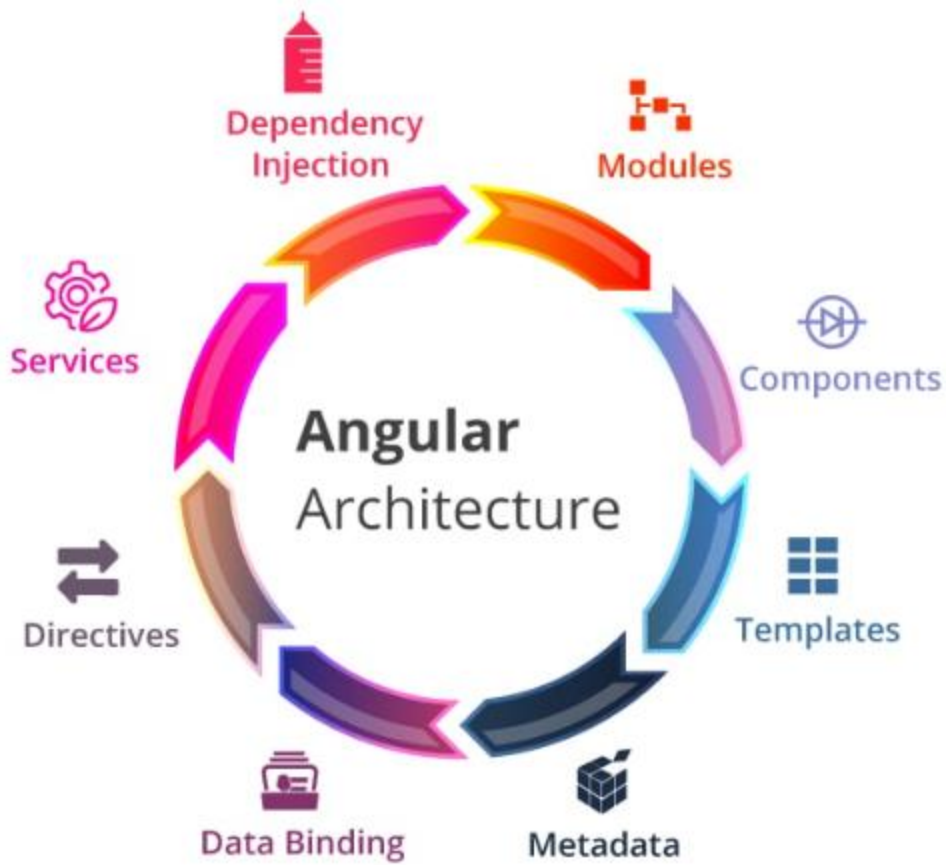 Dependency
Injection
Modules
Services
Components
Angular
Architecture
Directives
Templates
Data Binding
Metadata